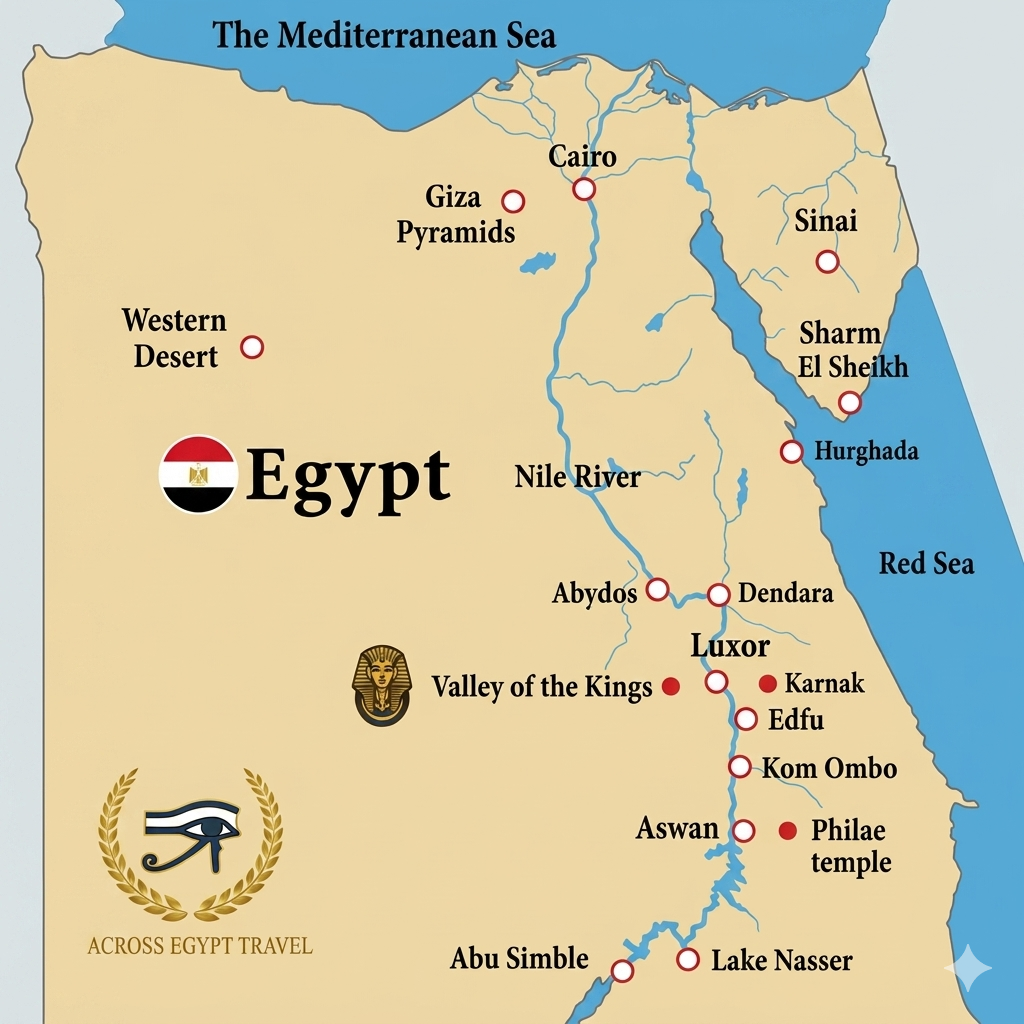 The Mediterranean Sea
Cairo
Giza
Pyramids
Sinai
Western
Desert
Sharm
El Sheikh
Egypt
Hurghada
Nile River
Red Sea
Abydos
Dendara
Luxor
Valley of the Kings
Karnak
Edfu
Kom Ombo
Aswan
Philae
temple
ACROSS EGYPT TRAVEL
Abu Simble
Lake Nasser